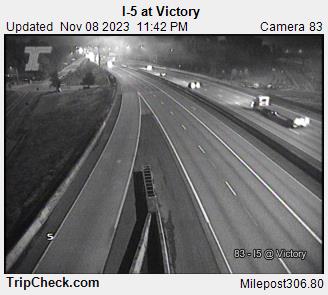 I-5 at Victory
Updated Nov 08 2023 11:42 PM Camera 83
83 - I5 @ Victory
TripCheck.com Milepost306.80